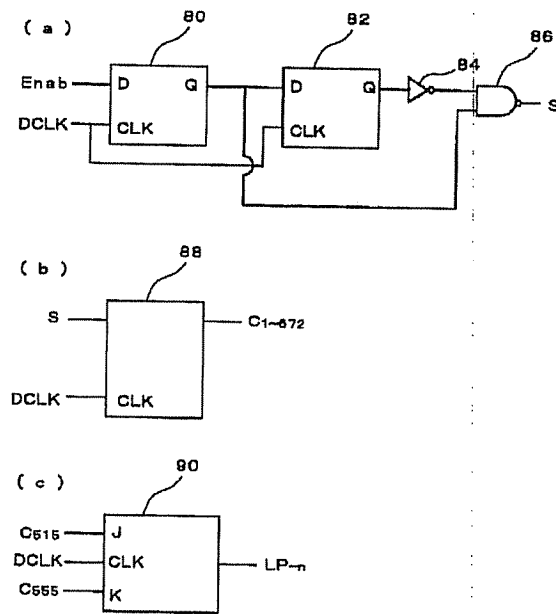 ( a )
80
82
84
86
Enab
D
Q
D
Q
DCLK
CLK
CLK
S
( b )
88
S
C1~672
DCLK
CLK
( c )
90
C515
J
DCLK
CLK
LP-n
C555
K